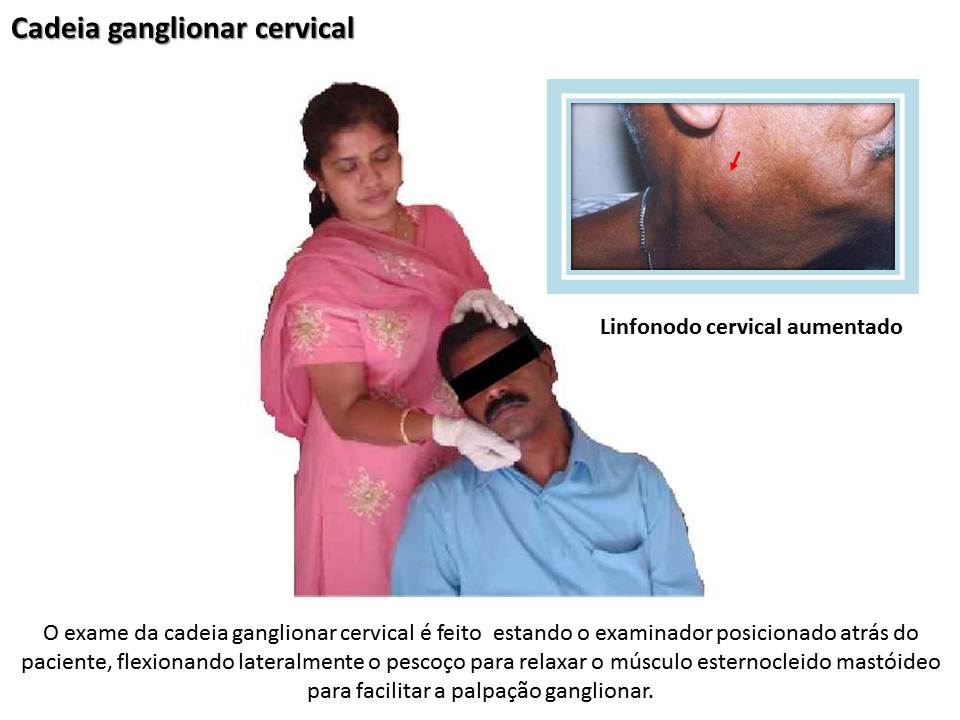 Cadeia ganglionar cervical
Linfonodo cervical aumentado
O exame da cadeia ganglionar cervical é feito estando o examinador posicionado atrás do
paciente, flexionando lateralmente o pescoço para relaxar o músculo esternocleido mastóideo
para facilitar a palpação ganglionar.